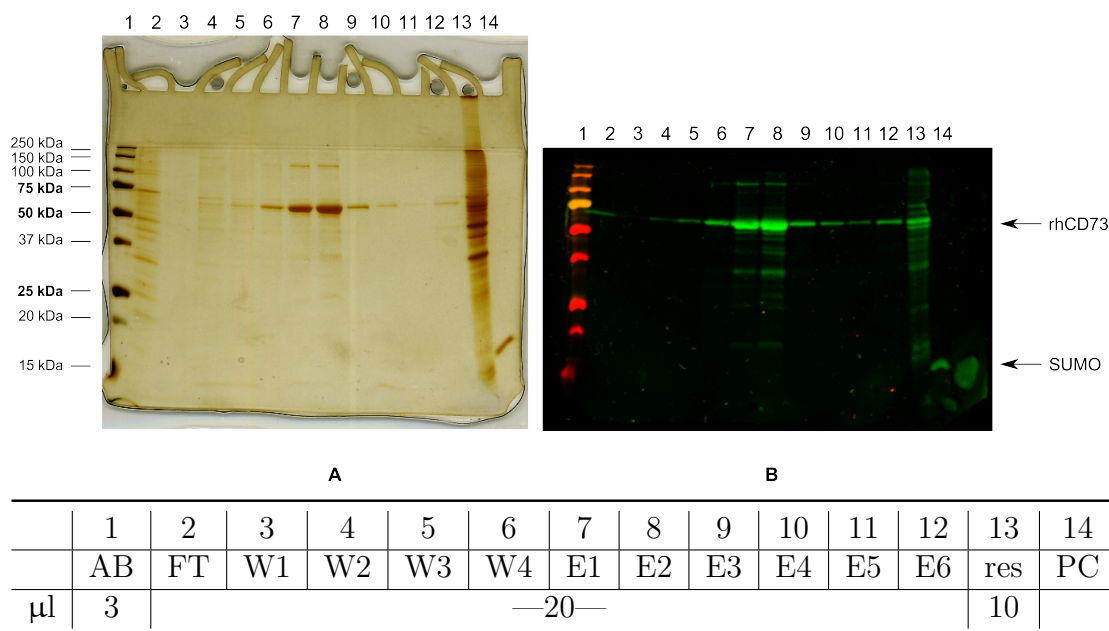 1 2 3 4 5 6 7 8 9 10 11 12 13 14
250 kDa
150 kDa
100 kDa
75 kDa
50 kDa
37 kDa
25 kDa
20 kDa
15 kDa
1 2 3 4 5 6 7 8 9 10 11 12 13 14
rhCD73
SUMO
A B
1 2 3 4 5 6 7 8 9 10 11 12 13 14
AB FT W1 W2 W3 W4 E1 E2 E3 E4 E5 E6 res PC
µl 3 —20— 10